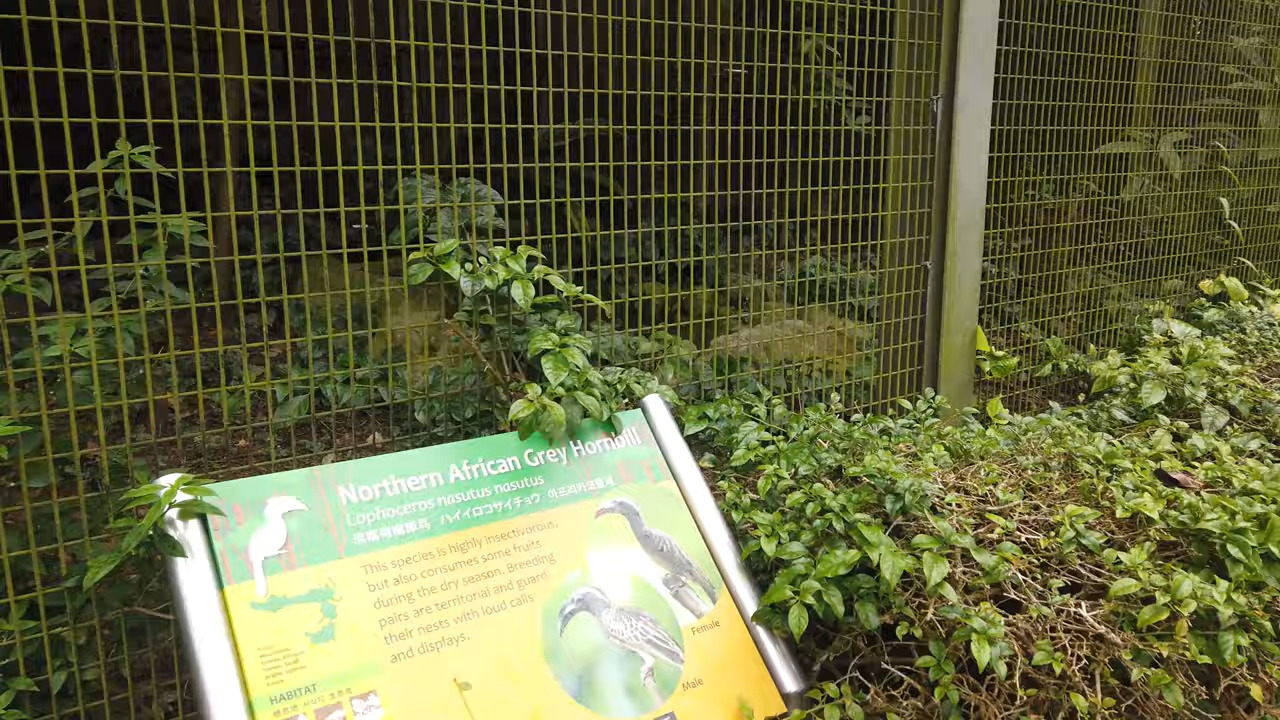 Northern African Grey Hornbill
Lophoceros nasutus nasutus
ハイイロコサイチョウ
This species is highly insectivorous,
but also consumes some fruits
during the dry season. Breeding
pairs are territorial and guard
their nests with loud calls
and displays.
Female
Male
HABITAT